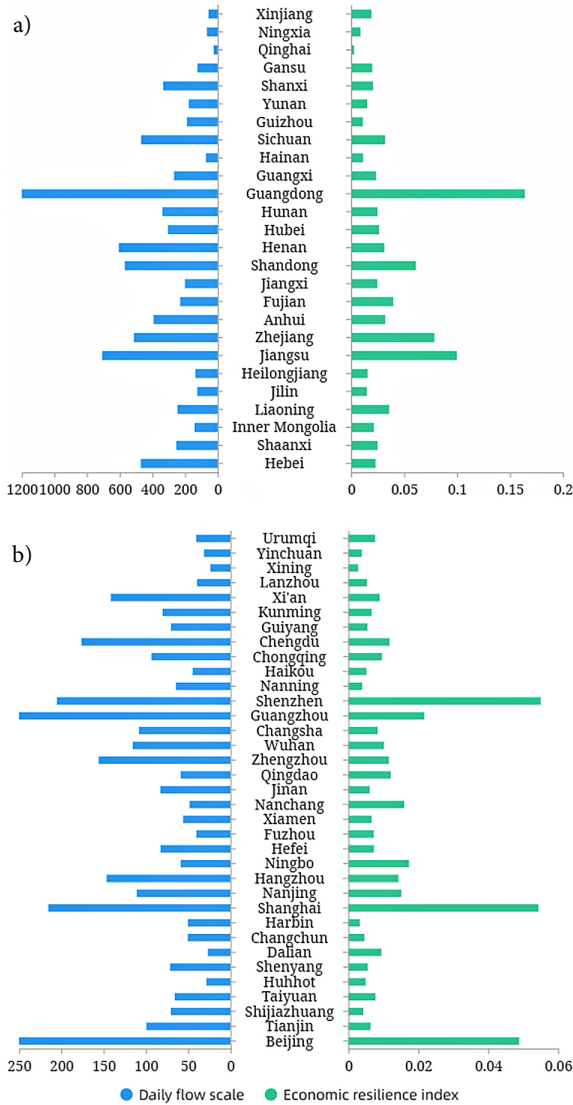 a)
Xinjiang
Ningxia
Qinghai
Gansu
Shanxi
Yunan
Guizhou
Sichuan
Hainan
Guangxi
Guangdong
Hunan
Hubei
Henan
Shandong
Jiangxi
Fujian
Anhui
Zhejiang
Jiangsu
Heilongjiang
Jilin
Liaoning
Inner Mongolia
Shaanxi
Hebei
1200 1000 800 600 400 200 0 0 0.05 0.1 0.15 0.2
b)
Urumqi
Yinchuan
Xining
Lanzhou
Xi'an
Kunming
Guiyang
Chengdu
Chongqing
Haikou
Nanning
Shenzhen
Guangzhou
Changsha
Wuhan
Zhengzhou
Qingdao
Jinan
Nanchang
Xiamen
Fuzhou
Hefei
Ningbo
Hangzhou
Nanjing
Shanghai
Harbin
Changchun
Dalian
Shenyang
Huhhot
Taiyuan
Shijiazhuang
Tianjin
Beijing
250 200 150 100 50 0 0 0.02 0.04 0.06
Daily flow scale Economic resilience index